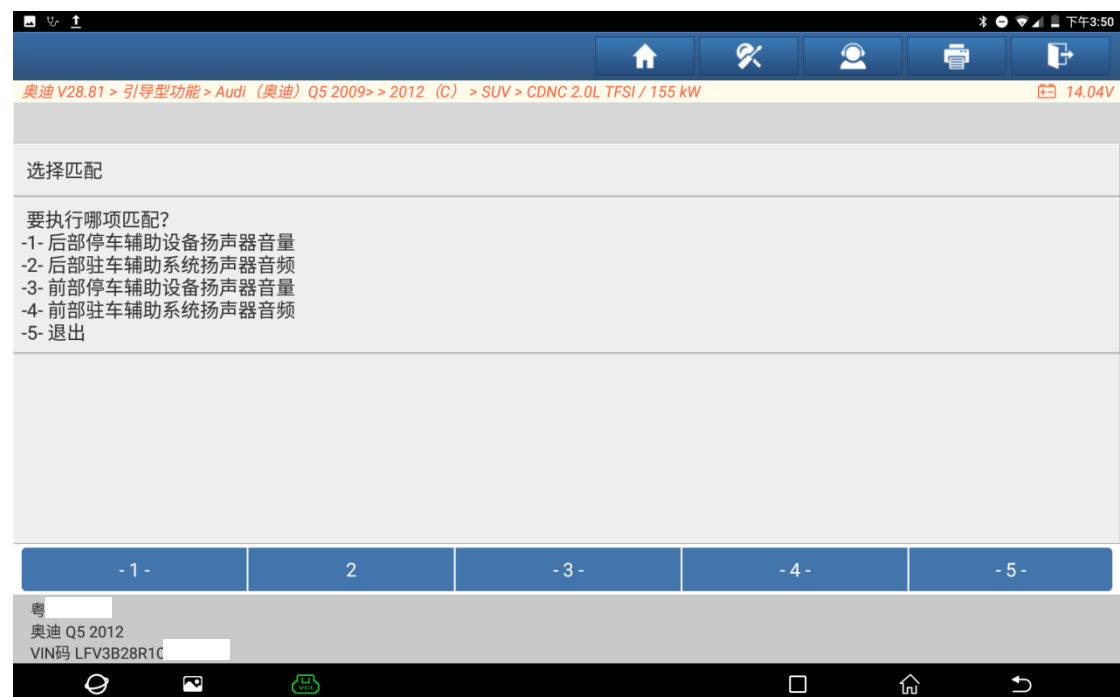 下午3:50
奥迪 V28.81 > 引导型功能 > Audi（奥迪）Q5 2009> > 2012（C）> SUV > CDNC 2.0L TFSI / 155 kW
14.04V
选择匹配
要执行哪项匹配?
-1- 后部停车辅助设备扬声器音量
-2- 后部驻车辅助系统扬声器音频
-3- 前部停车辅助设备扬声器音量
-4- 前部驻车辅助系统扬声器音频
-5- 退出
- 1 -
2
- 3 -
- 4 -
- 5 -
粤
奥迪 Q5 2012
VIN码 LFV3B28R1C
VCI